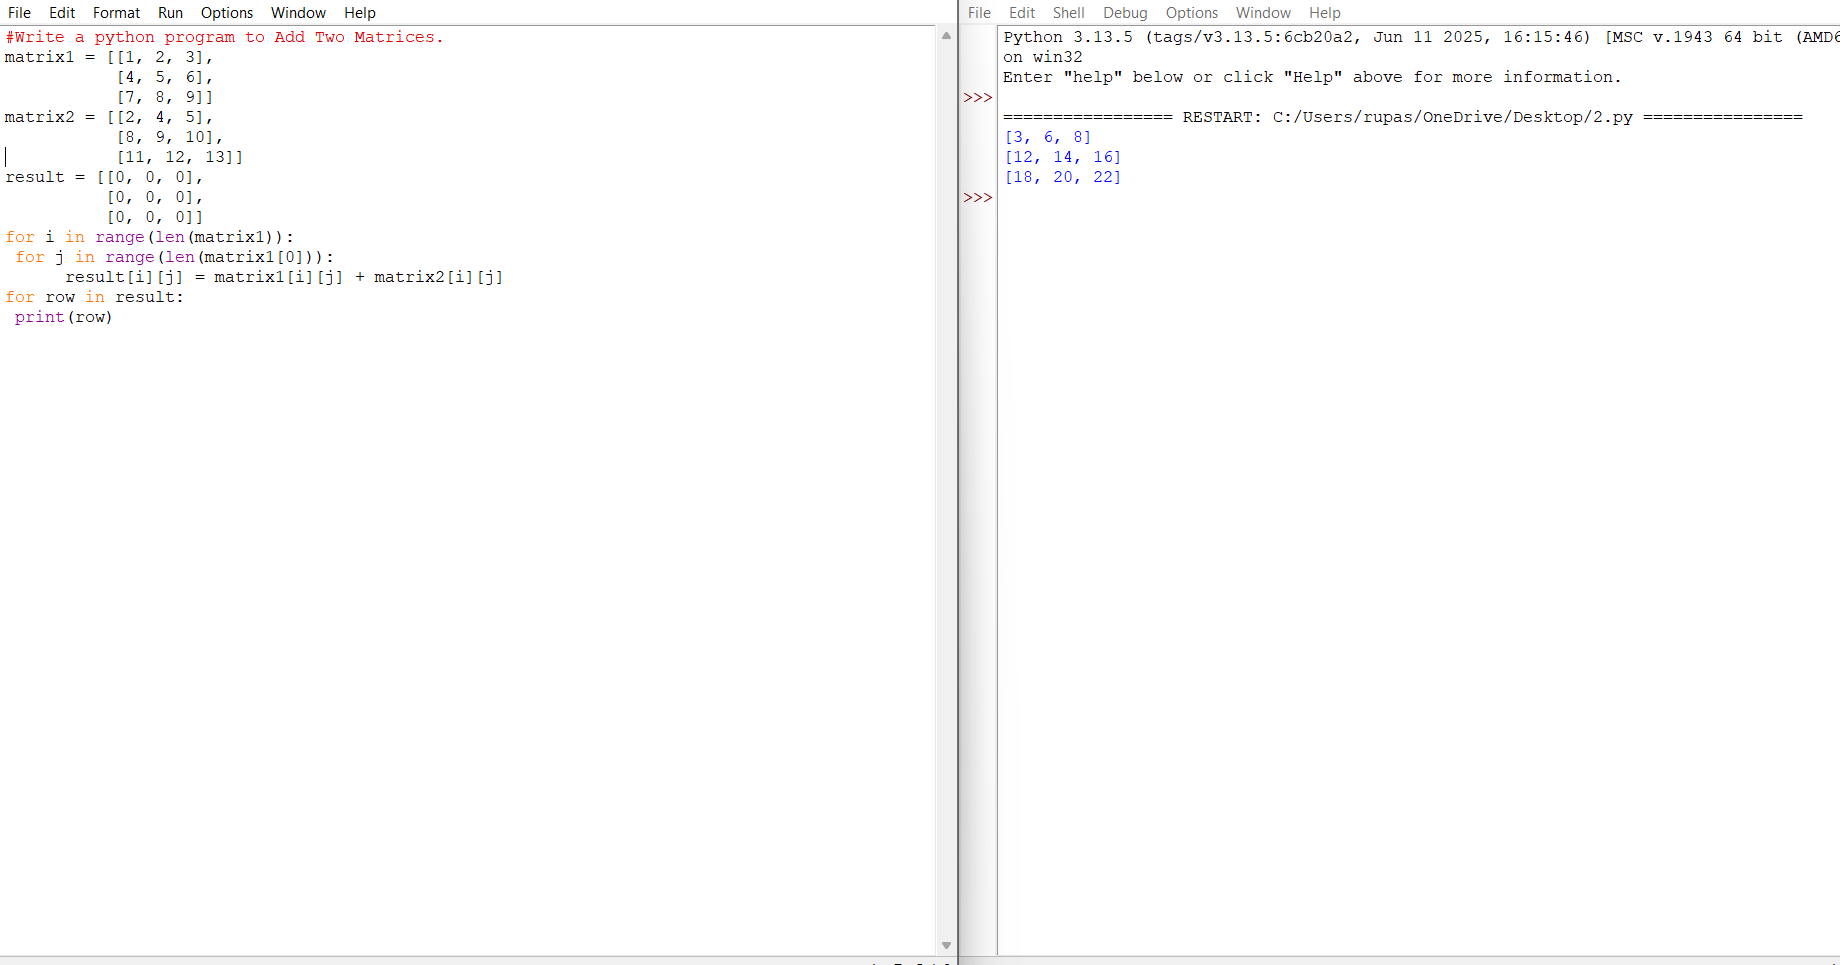 File Edit Format Run Options Window Help
#Write a python program to Add Two Matrices.
matrix1 = [[1, 2, 3],
           [4, 5, 6],
           [7, 8, 9]]
matrix2 = [[2, 4, 5],
           [8, 9, 10],
           [11, 12, 13]]
result = [[0, 0, 0],
          [0, 0, 0],
          [0, 0, 0]]
for i in range(len(matrix1)):
 for j in range(len(matrix1[0])):
      result[i][j] = matrix1[i][j] + matrix2[i][j]
for row in result:
 print(row)
File Edit Shell Debug Options Window Help
Python 3.13.5 (tags/v3.13.5:6cb20a2, Jun 11 2025, 16:15:46) [MSC v.1943 64 bit (AMD6
on win32
Enter "help" below or click "Help" above for more information.
>>>
================= RESTART: C:/Users/rupas/OneDrive/Desktop/2.py ================
[3, 6, 8]
[12, 14, 16]
[18, 20, 22]
>>>